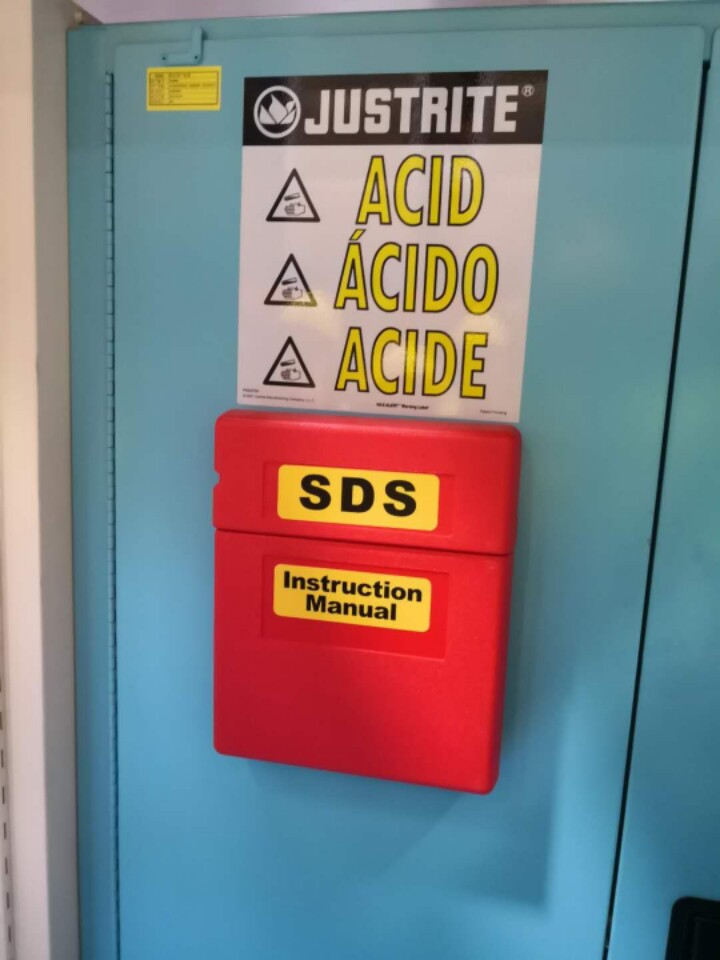 JUSTRITE®
ACID
ÁCIDO
ACIDE
SDS
Instruction
Manual